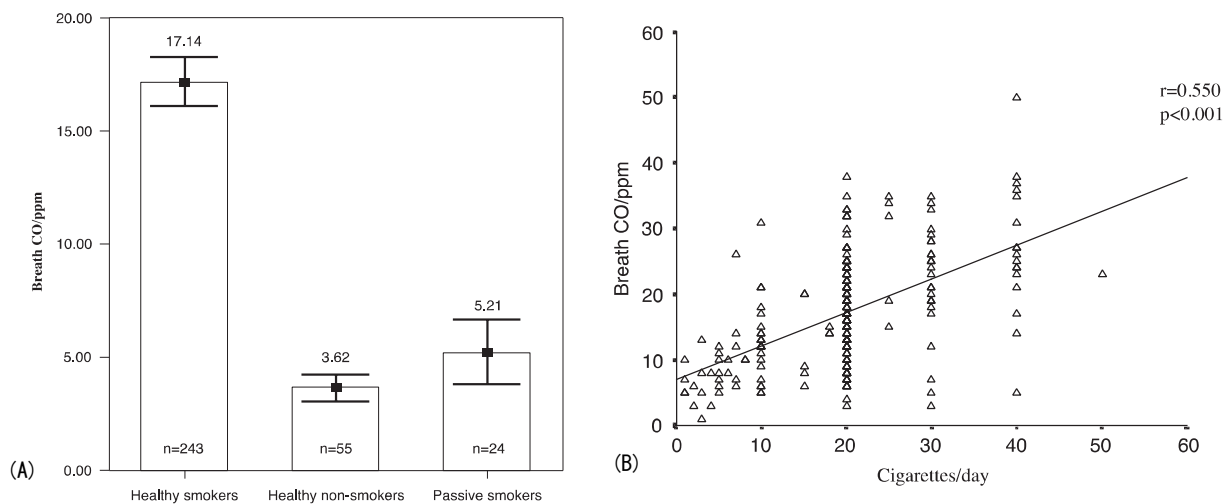 20.00
17.14
15.00
Breath CO/ppm
10.00
5.21
5.00
3.62
n=243
n=55
n=24
0.00
(A)
Healthy smokers
Healthy non-smokers
Passive smokers
60
r=0.550
50
p<0.001
40
Breath CO/ppm
30
20
10
0
(B)
0 10 20 30 40 50 60
Cigarettes/day